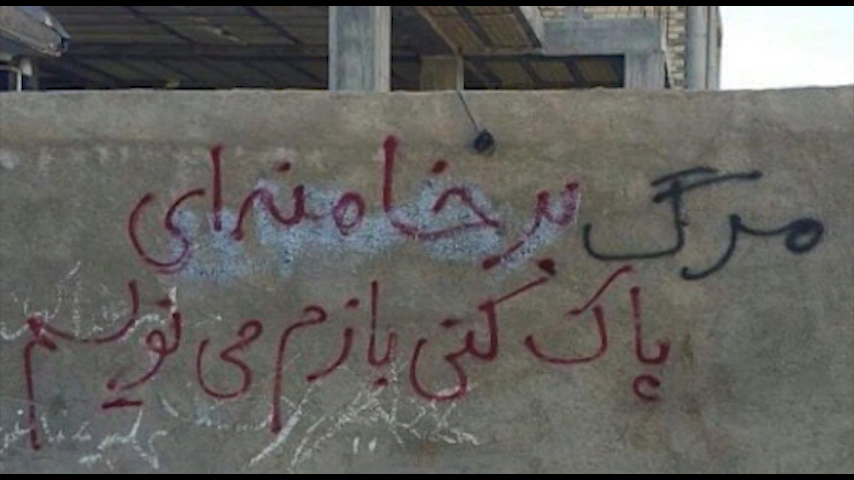 مرگ بر خامنه‌ای
پاک کنی بازم می نویسم